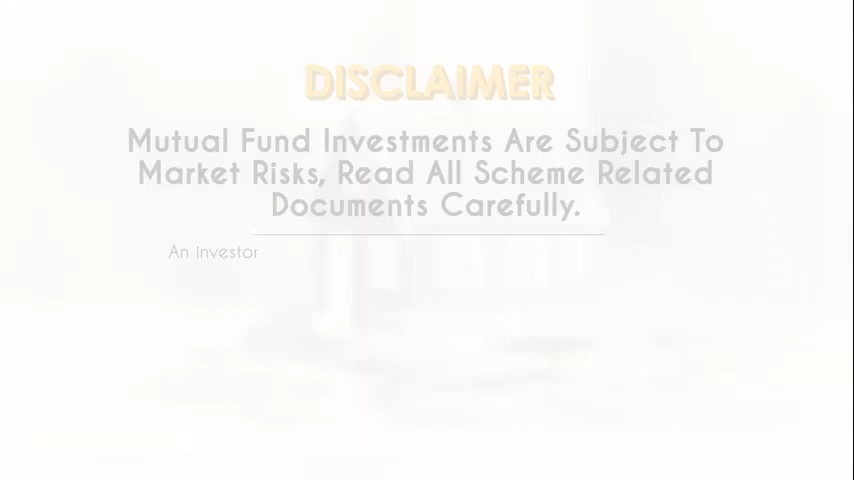 DISCLAIMER
Mutual Fund Investments Are Subject To
Market Risks, Read All Scheme Related
Documents Carefully.
An investor